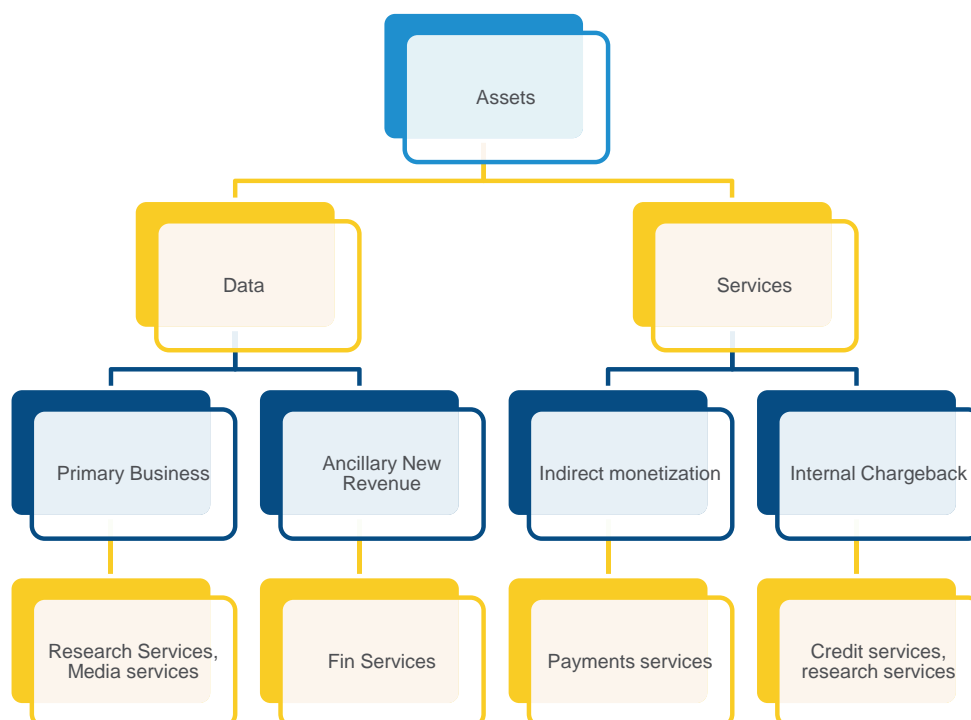 Assets
Data
Services
Primary Business
Ancillary New
Revenue
Indirect monetization
Internal Chargeback
Research Services,
Media services
Fin Services
Payments services
Credit services,
research services